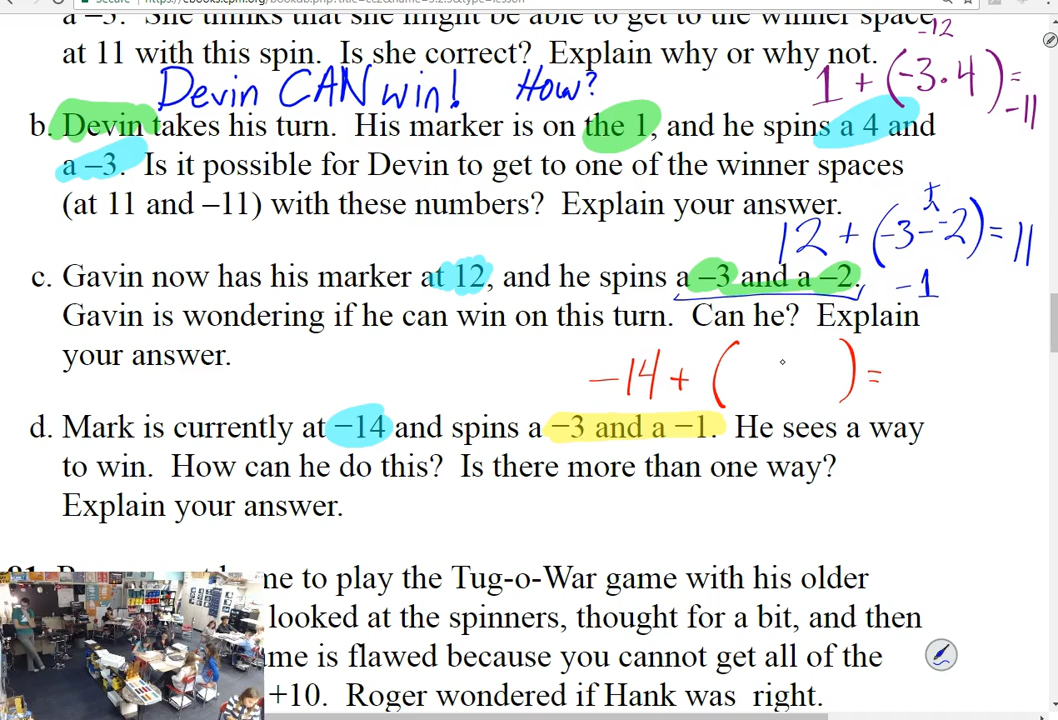 a −3. She thinks that she might be able to get to the winner space
at 11 with this spin. Is she correct? Explain why or why not.
-12
1 + (-3·4) = -11
Devin CAN win! How?
b. Devin takes his turn. His marker is on the 1, and he spins a 4 and
a −3. Is it possible for Devin to get to one of the winner spaces
(at 11 and −11) with these numbers? Explain your answer.
+
12 + (-3--2) = 11
-1
c. Gavin now has his marker at 12, and he spins a −3 and a −2.
Gavin is wondering if he can win on this turn. Can he? Explain
your answer.
-14 + ( ) =
d. Mark is currently at −14 and spins a −3 and a −1. He sees a way
to win. How can he do this? Is there more than one way?
Explain your answer.
me to play the Tug-o-War game with his older
looked at the spinners, thought for a bit, and then
me is flawed because you cannot get all of the
+10. Roger wondered if Hank was right.